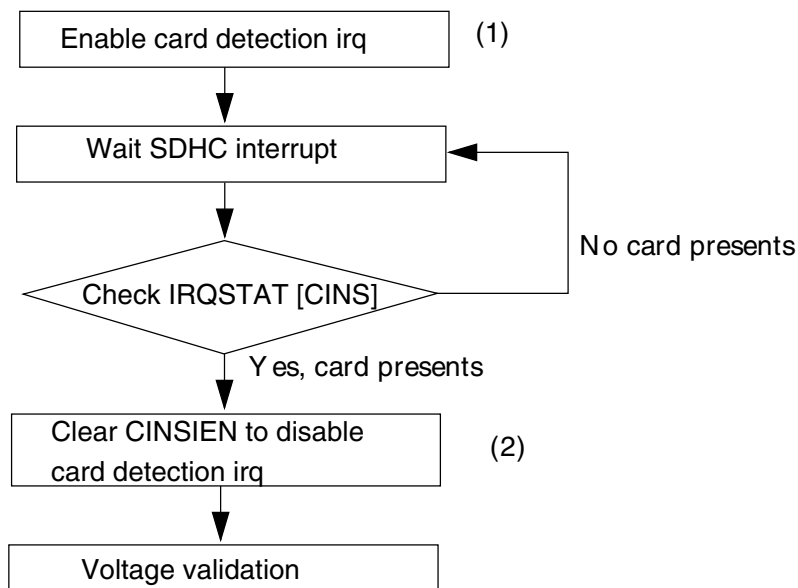 Enable card detection irq
(1)
Wait SDHC interrupt
No card presents
Check IRQSTAT [CINS]
Yes, card presents
Clear CINSIEN to disable
card detection irq
(2)
Voltage validation